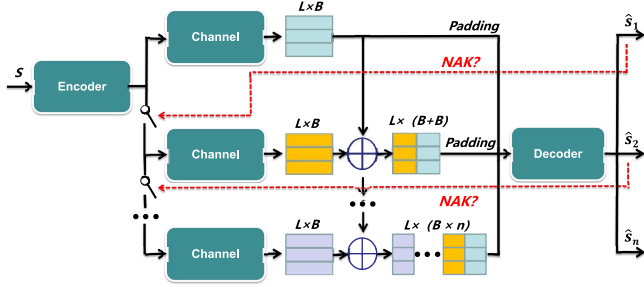 L×B
Padding
ŝ₁
Channel
NAK?
S
Encoder
L×B
L× (B+B)
ŝ₂
Channel
Padding
Decoder
NAK?
L×B
L× (B × n)
ŝₙ
Channel